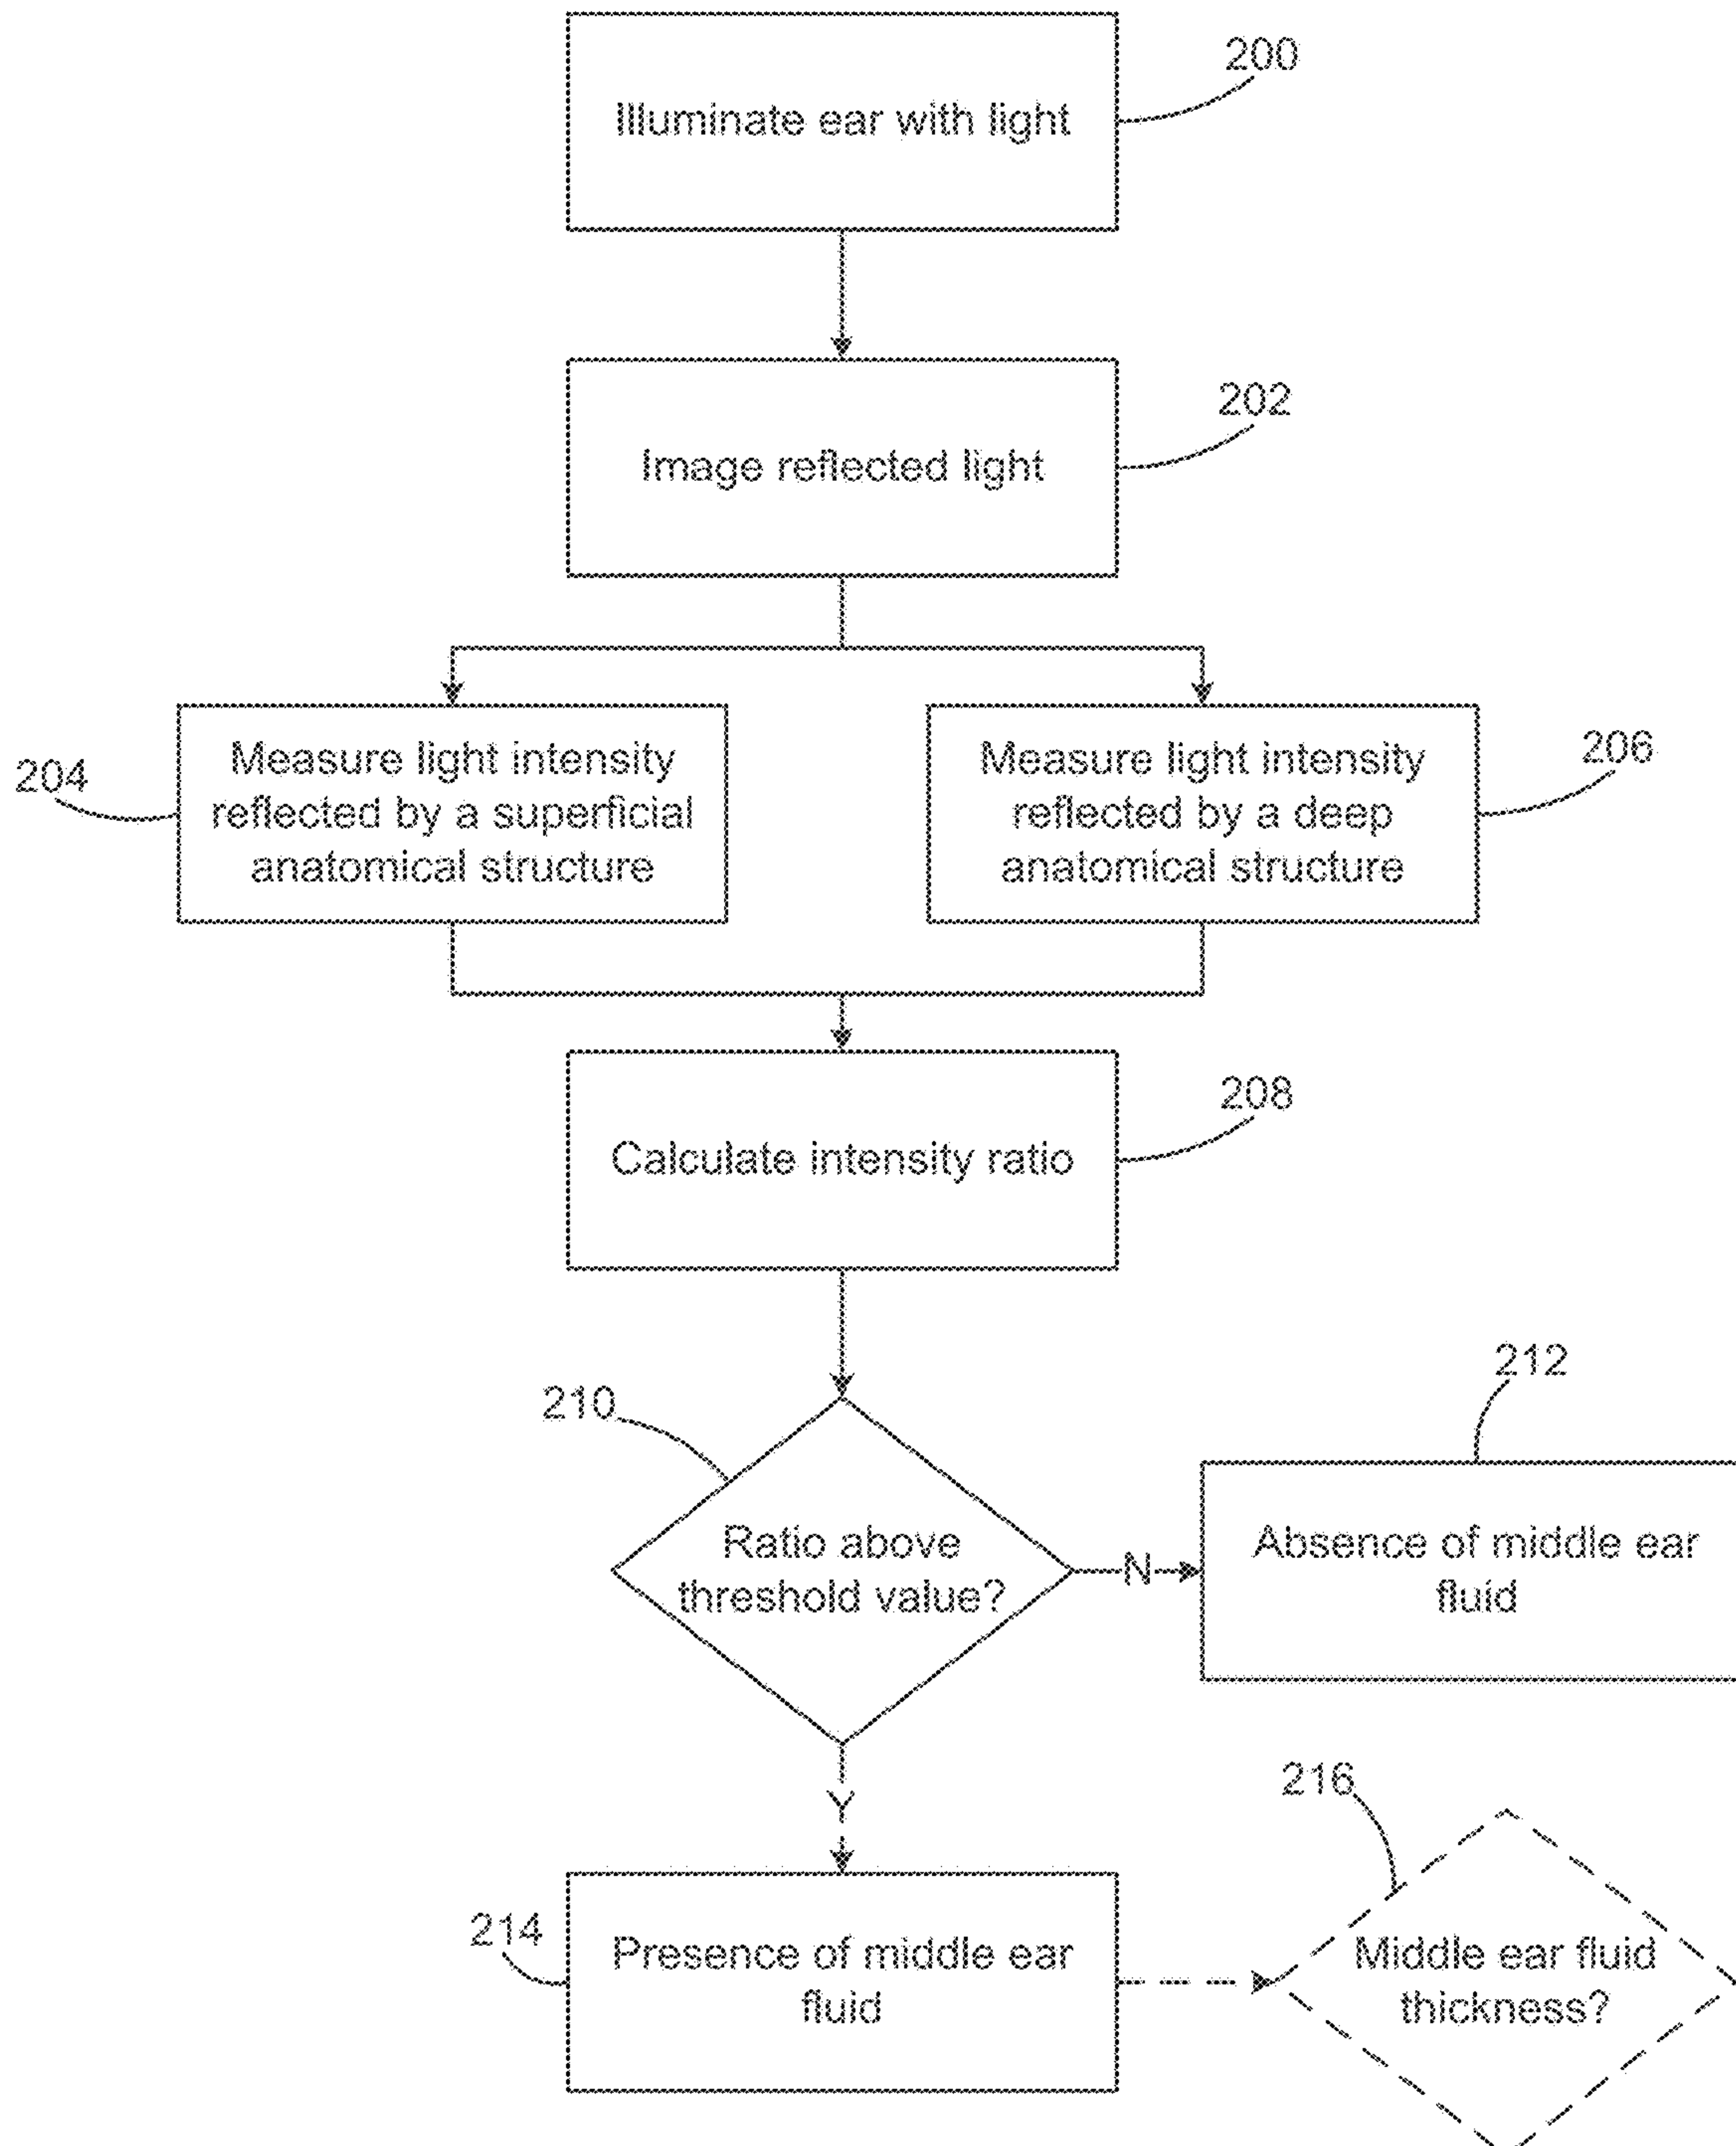 200
Illuminate ear with light
202
Image reflected light
204
Measure light intensity
reflected by a superficial
anatomical structure
206
Measure light intensity
reflected by a deep
anatomical structure
208
Calculate intensity ratio
210
Ratio above
threshold value?
N
212
Absence of middle ear
fluid
Y
214
Presence of middle ear
fluid
216
Middle ear fluid
thickness?